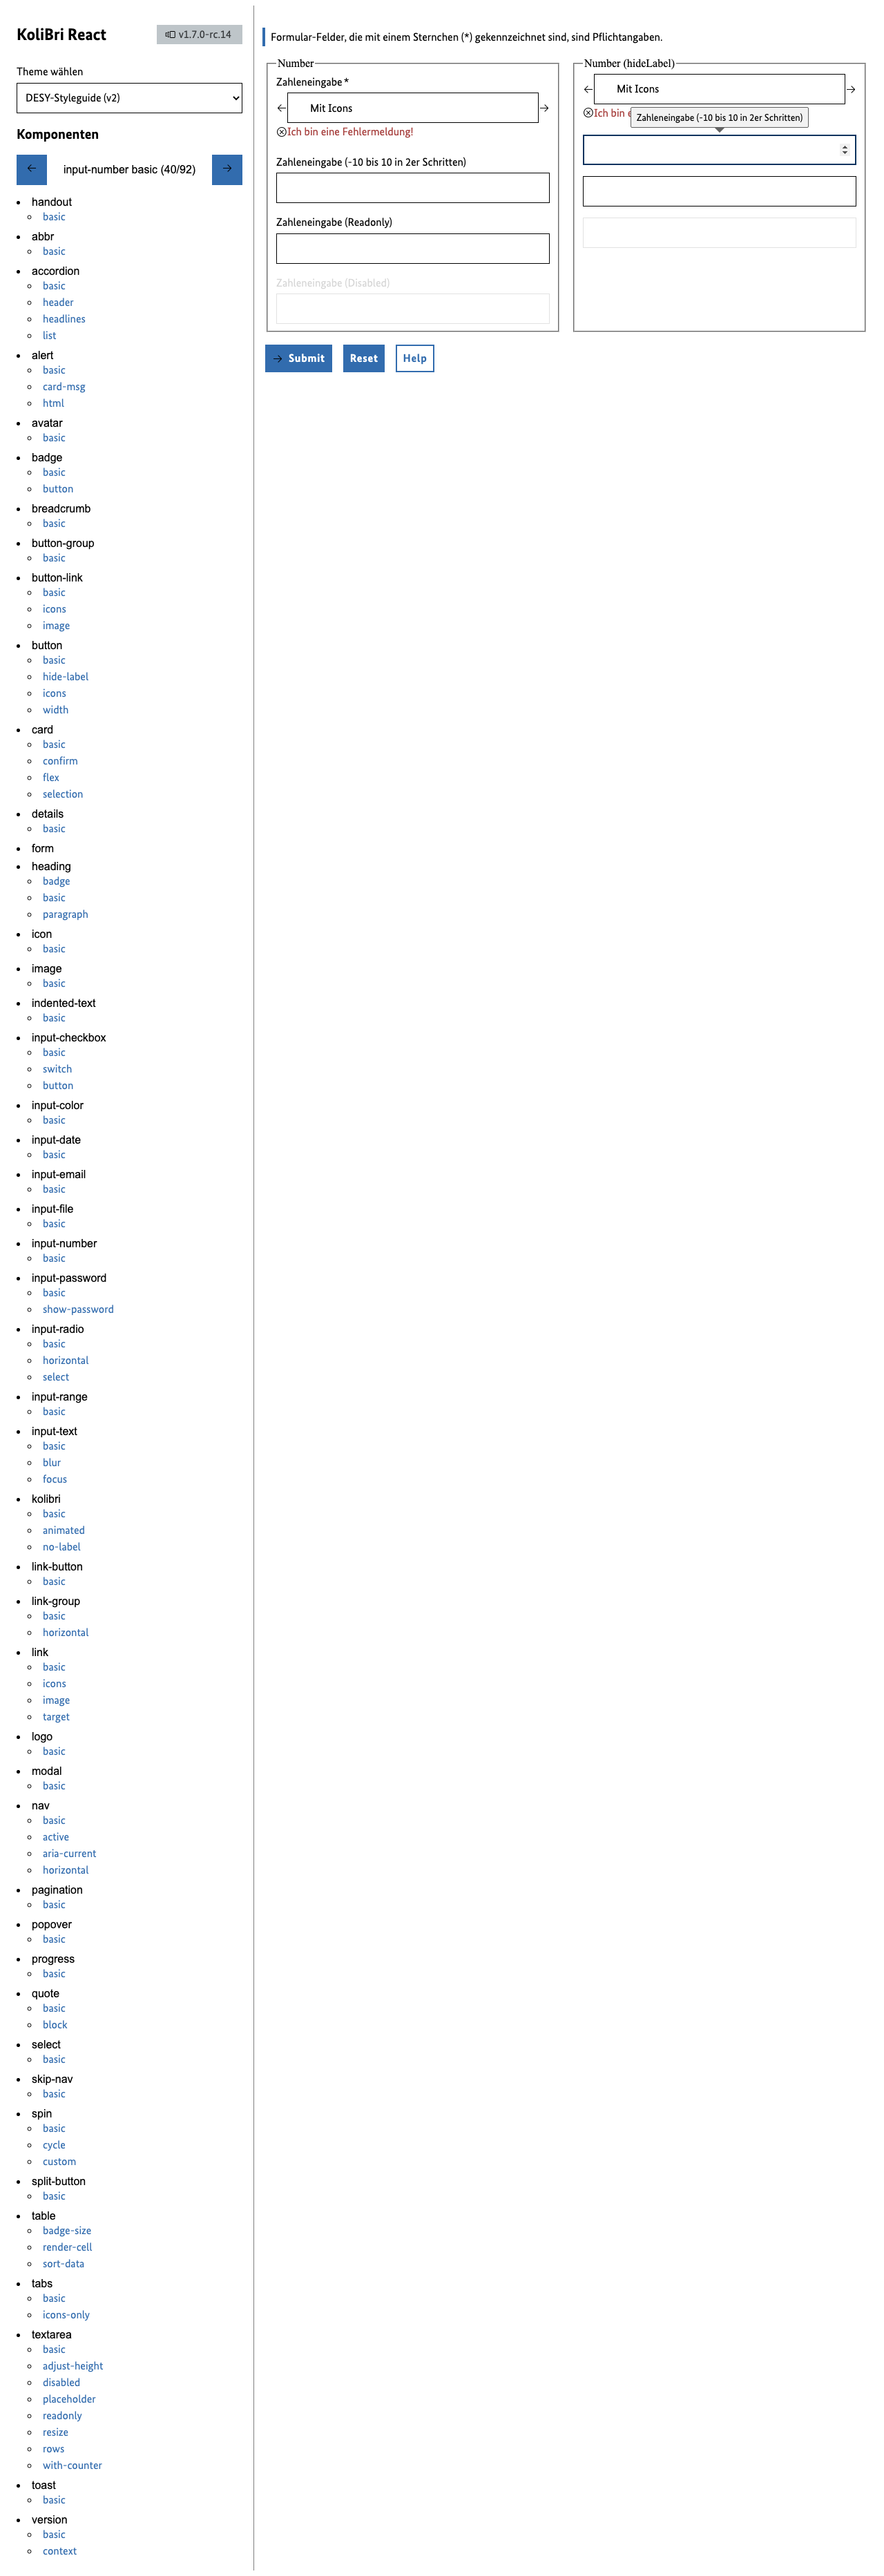 KoliBri React
v1.7.0-rc.14
Theme wählen
DESY-Styleguide (v2)
Komponenten
←
input-number basic (40/92)
→
handout
basic
abbr
basic
accordion
basic
header
headlines
list
alert
basic
card-msg
html
avatar
basic
badge
basic
button
breadcrumb
basic
button-group
basic
button-link
basic
icons
image
button
basic
hide-label
icons
width
card
basic
confirm
flex
selection
details
basic
form
heading
badge
basic
paragraph
icon
basic
image
basic
indented-text
basic
input-checkbox
basic
switch
button
input-color
basic
input-date
basic
input-email
basic
input-file
basic
input-number
basic
input-password
basic
show-password
input-radio
basic
horizontal
select
input-range
basic
input-text
basic
blur
focus
kolibri
basic
animated
no-label
link-button
basic
link-group
basic
horizontal
link
basic
icons
image
target
logo
basic
modal
basic
nav
basic
active
aria-current
horizontal
pagination
basic
popover
basic
progress
basic
quote
basic
block
select
basic
skip-nav
basic
spin
basic
cycle
custom
split-button
basic
table
badge-size
render-cell
sort-data
tabs
basic
icons-only
textarea
basic
adjust-height
disabled
placeholder
readonly
resize
rows
with-counter
toast
basic
version
basic
context
Formular-Felder, die mit einem Sternchen (*) gekennzeichnet sind, sind Pflichtangaben.
Number
Zahleneingabe *
Mit Icons
Ich bin eine Fehlermeldung!
Zahleneingabe (-10 bis 10 in 2er Schritten)
Zahleneingabe (Readonly)
Zahleneingabe (Disabled)
Number (hideLabel)
Mit Icons
Ich bin
Zahleneingabe (-10 bis 10 in 2er Schritten)
→ Submit
Reset
Help